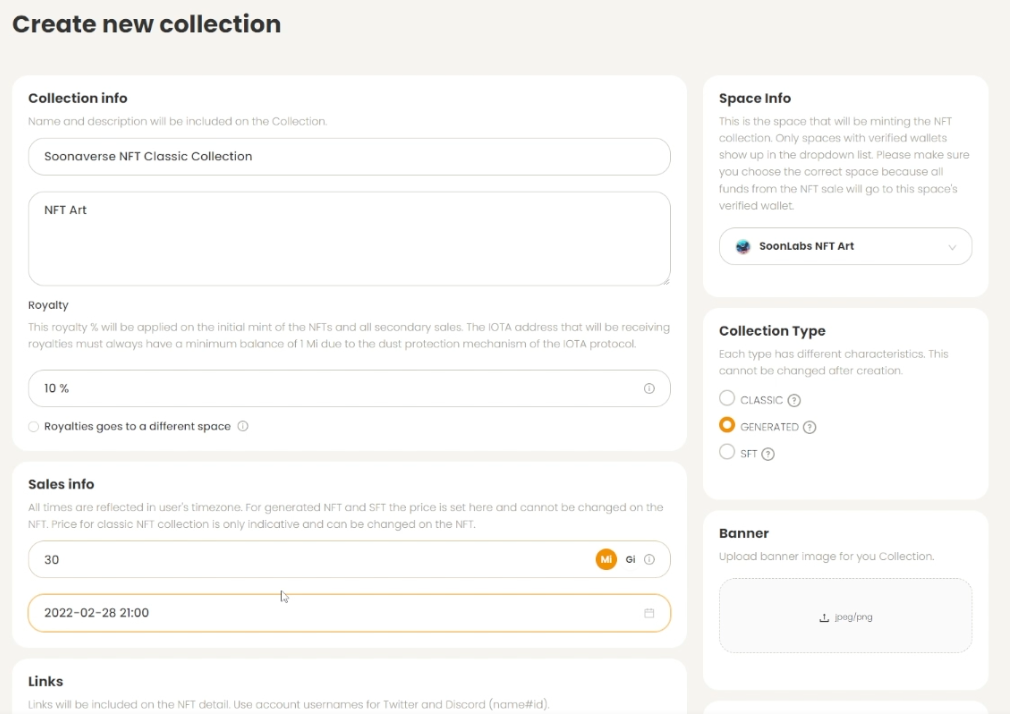 Create new collection
Collection info
Name and description will be included on the Collection.
Soonaverse NFT Classic Collection
NFT Art
Royalty
This royalty % will be applied on the initial mint of the NFTs and all secondary sales. The IOTA address that will be receiving
royalties must always have a minimum balance of 1 Mi due to the dust protection mechanism of the IOTA protocol.
10 %
Royalties goes to a different space
Sales info
All times are reflected in user's timezone. For generated NFT and SFT the price is set here and cannot be changed on the
NFT. Price for classic NFT collection is only indicative and can be changed on the NFT.
30
Mi Gi
2022-02-28 21:00
Links
Links will be included on the NFT detail. Use account usernames for Twitter and Discord (name#id).
Space Info
This is the space that will be minting the NFT
collection. Only spaces with verified wallets
show up in the dropdown list. Please make sure
you choose the correct space because all
funds from the NFT sale will go to this space's
verified wallet.
SoonLabs NFT Art
Collection Type
Each type has different characteristics. This
cannot be changed after creation.
CLASSIC
GENERATED
SFT
Banner
Upload banner image for you Collection.
jpeg/png